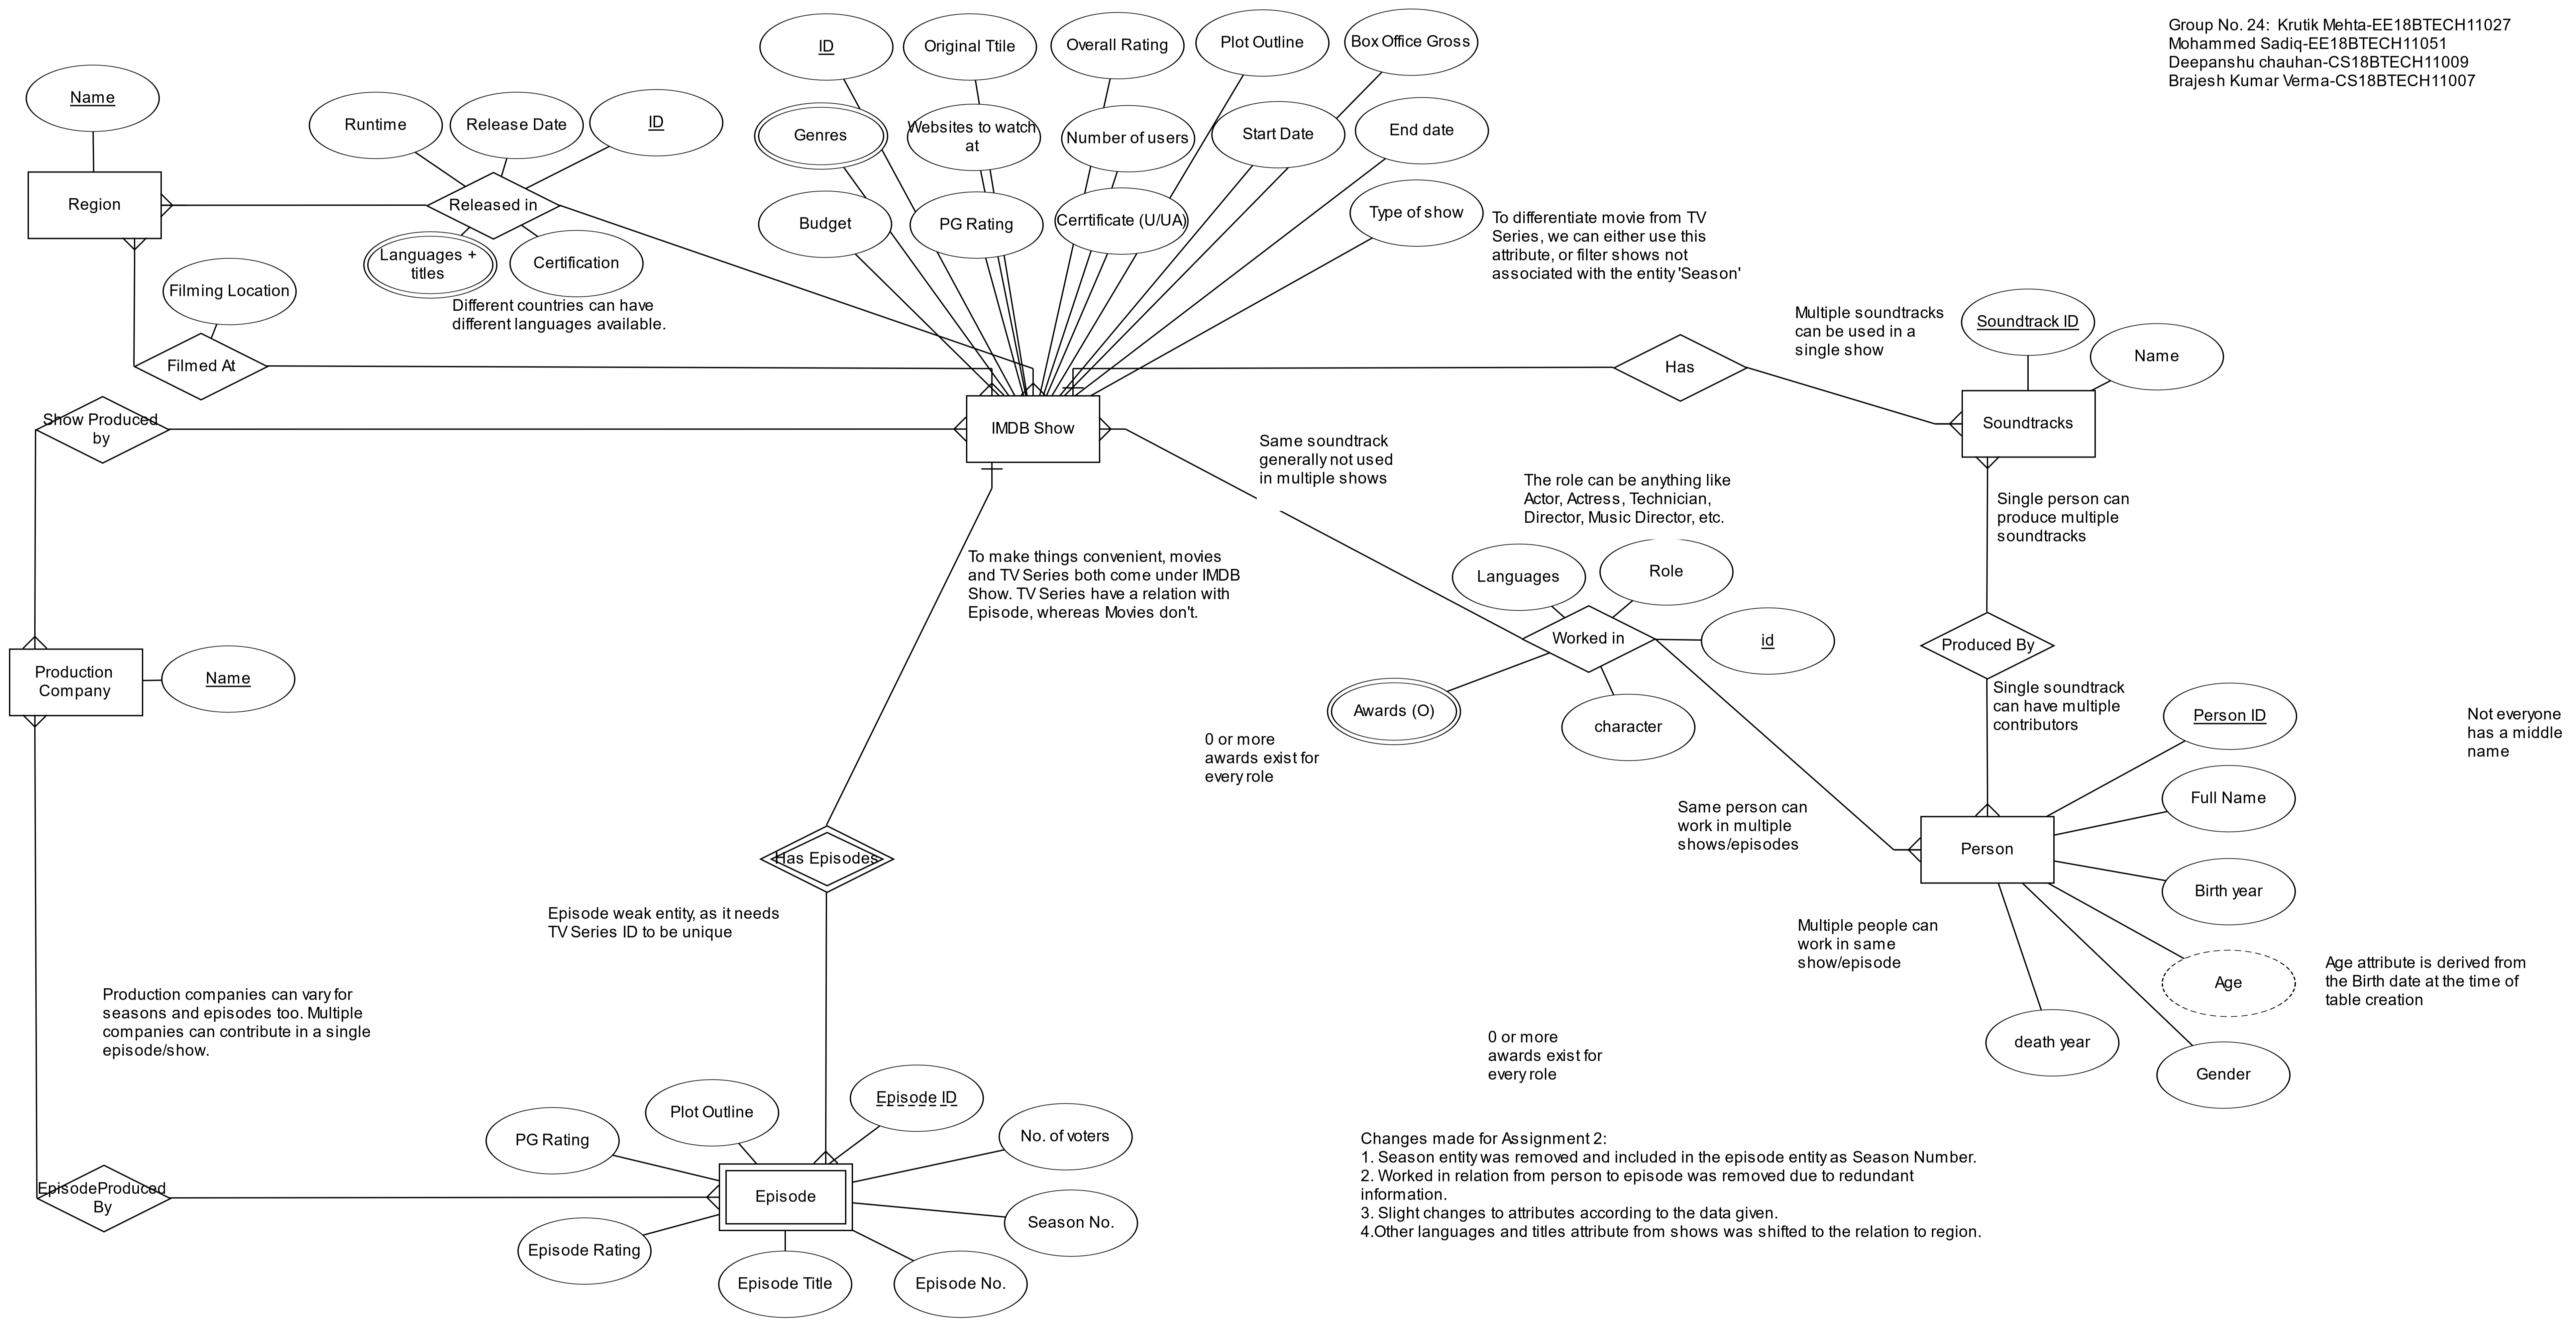 Group No. 24:  Krutik Mehta-EE18BTECH11027
Mohammed Sadiq-EE18BTECH11051
Deepanshu chauhan-CS18BTECH11009
Brajesh Kumar Verma-CS18BTECH11007
ID
Original Ttile
Overall Rating
Plot Outline
Box Office Gross
Name
Runtime
Release Date
ID
Genres
Websites to watch
at
Number of users
Start Date
End date
Region
Released in
Budget
PG Rating
Cerrtificate (U/UA)
Type of show
To differentiate movie from TV
Series, we can either use this
attribute, or filter shows not
associated with the entity 'Season'
Languages +
titles
Certification
Filming Location
Different countries can have
different languages available.
Multiple soundtracks
can be used in a
single show
Soundtrack ID
Name
Filmed At
Has
Show Produced
by
IMDB Show
Soundtracks
Same soundtrack
generally not used
in multiple shows
The role can be anything like
Actor, Actress, Technician,
Director, Music Director, etc.
Single person can
produce multiple
soundtracks
To make things convenient, movies
and TV Series both come under IMDB
Show. TV Series have a relation with
Episode, whereas Movies don't.
Languages
Role
Worked in
id
Produced By
Production
Company
Name
Awards (O)
character
Single soundtrack
can have multiple
contributors
Person ID
Not everyone
has a middle
name
0 or more
awards exist for
every role
Same person can
work in multiple
shows/episodes
Full Name
Has Episodes
Person
Birth year
Episode weak entity, as it needs
TV Series ID to be unique
Multiple people can
work in same
show/episode
Age
Age attribute is derived from
the Birth date at the time of
table creation
Production companies can vary for
seasons and episodes too. Multiple
companies can contribute in a single
episode/show.
0 or more
awards exist for
every role
death year
Gender
Plot Outline
Episode ID
PG Rating
No. of voters
Changes made for Assignment 2:
1. Season entity was removed and included in the episode entity as Season Number.
2. Worked in relation from person to episode was removed due to redundant
information.
3. Slight changes to attributes according to the data given.
4.Other languages and titles attribute from shows was shifted to the relation to region.
EpisodeProduced
By
Episode
Season No.
Episode Rating
Episode Title
Episode No.